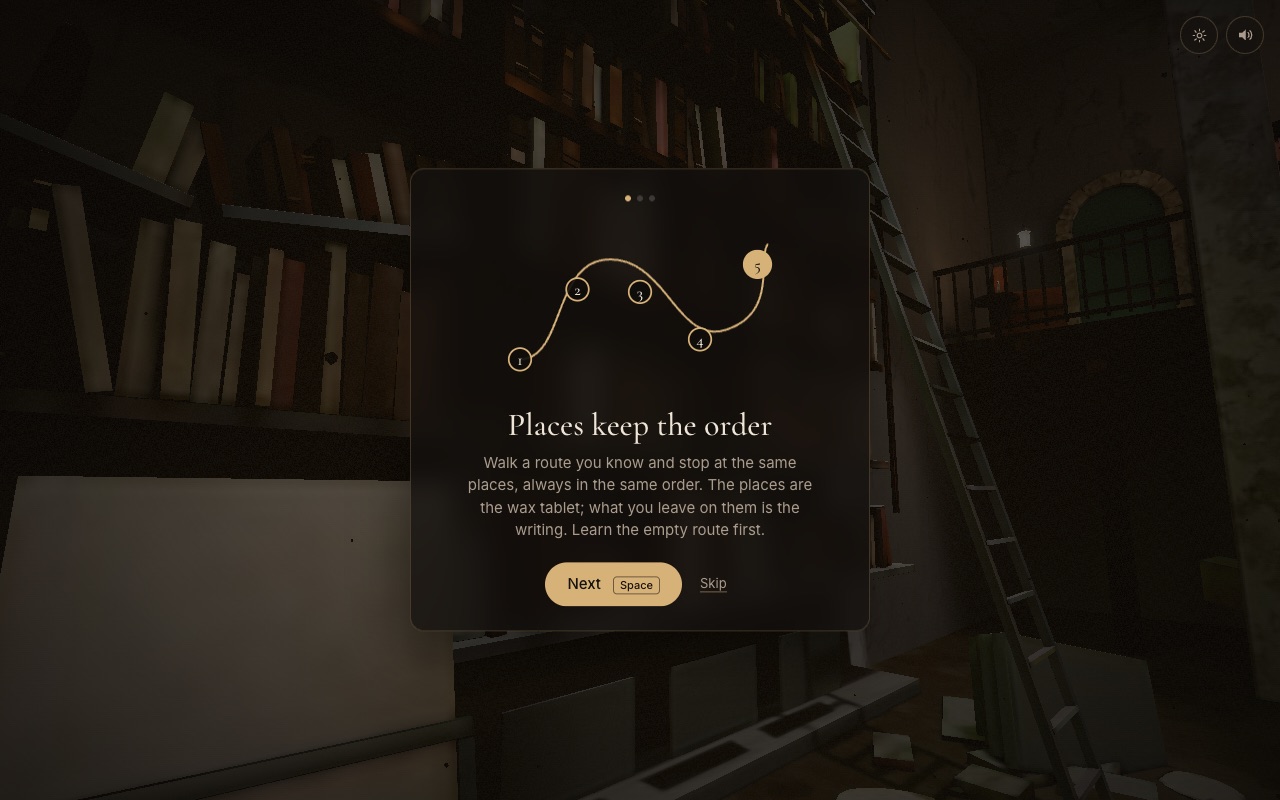 1
2
3
4
5
Places keep the order
Walk a route you know and stop at the same
places, always in the same order. The places are
the wax tablet; what you leave on them is the
writing. Learn the empty route first.
Next Space Skip